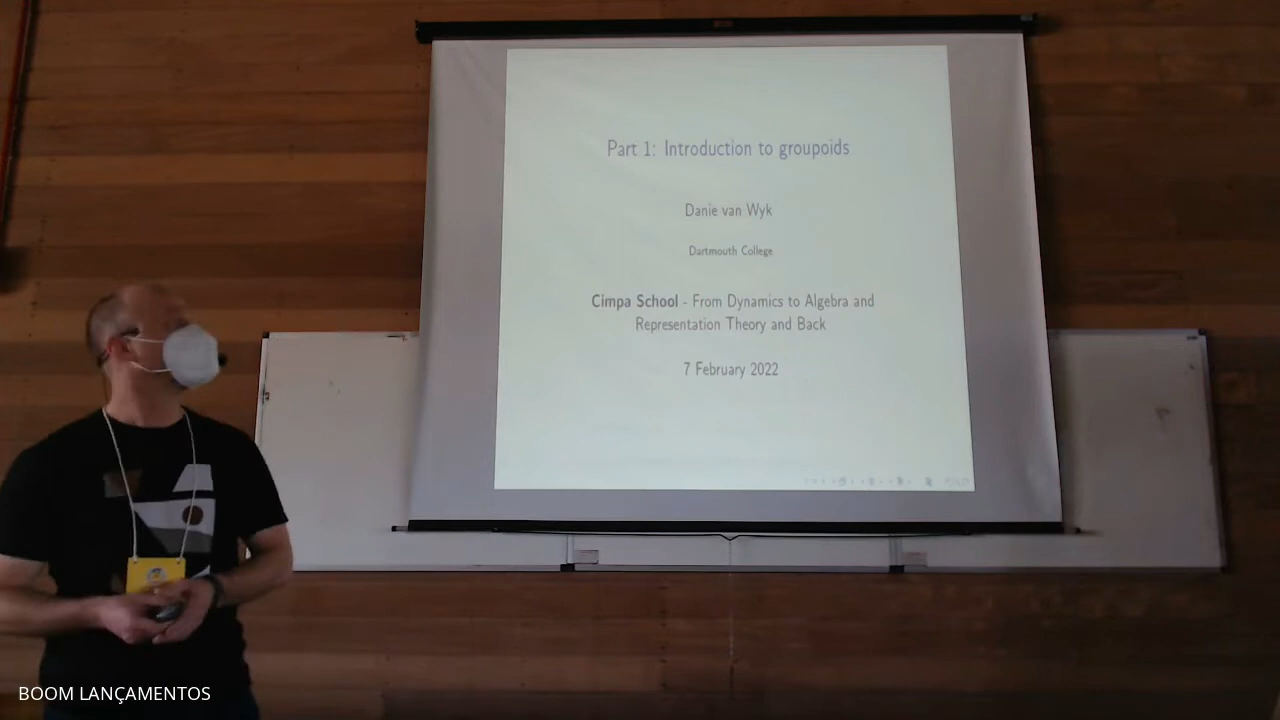 Part 1: Introduction to groupoids
Danie van Wyk
Dartmouth College
Cimpa School - From Dynamics to Algebra and
Representation Theory and Back
7 February 2022
BOOM LANÇAMENTOS